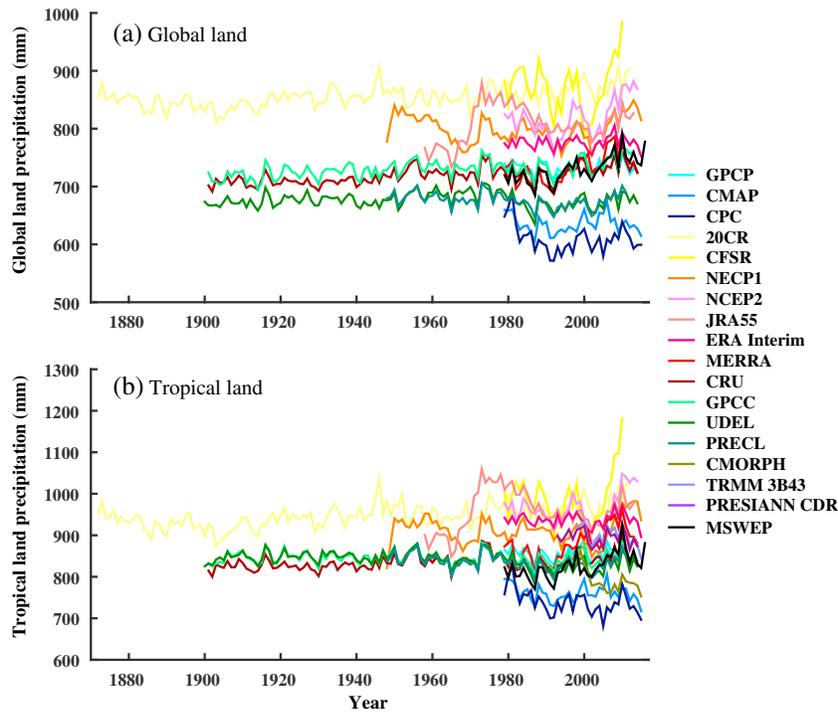 (a) Global land
Global land precipitation (mm)
1000
900
800
700
600
500
1880 1900 1920 1940 1960 1980 2000
(b) Tropical land
Tropical land precipitation (mm)
1300
1200
1100
1000
900
800
700
600
1880 1900 1920 1940 1960 1980 2000
Year
GPCP
CMAP
CPC
20CR
CFSR
NECP1
NCEP2
JRA55
ERA Interim
MERRA
CRU
GPCC
UDEL
PRECL
CMORPH
TRMM 3B43
PRESIANN CDR
MSWEP